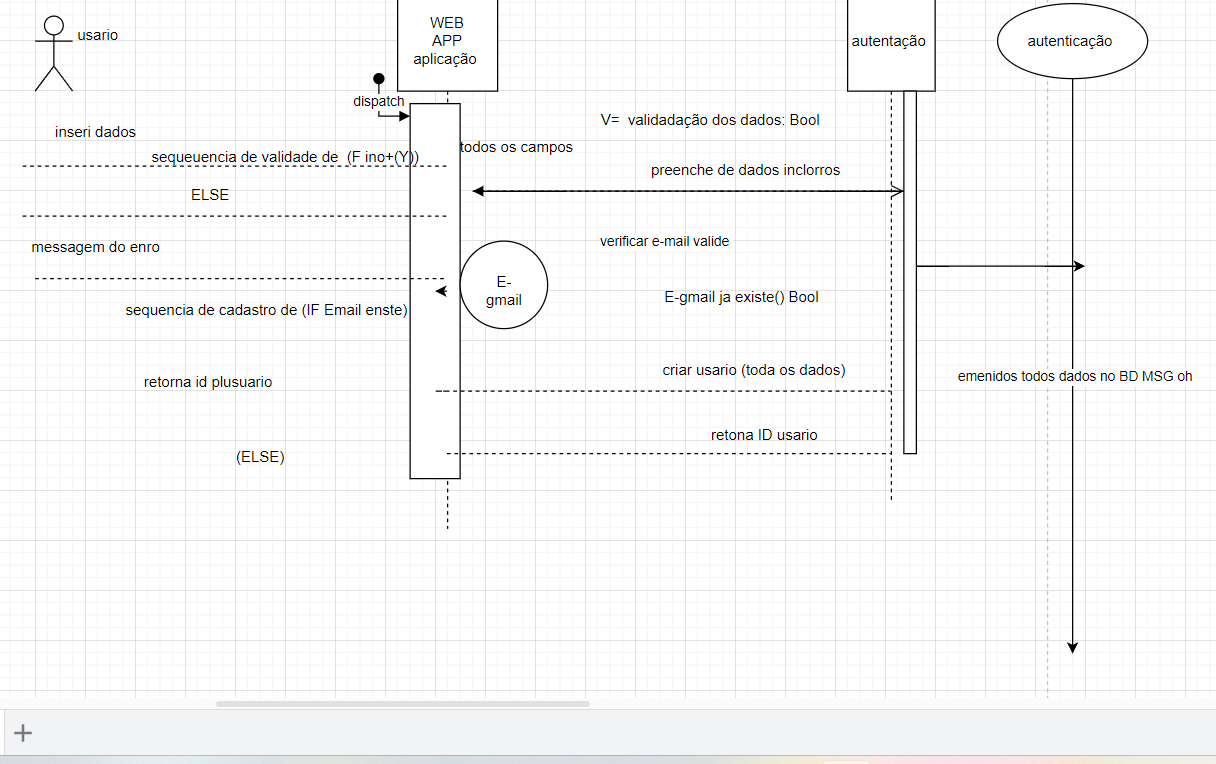 usario
WEB
APP
aplicação
autentação
autenticação
dispatch
inseri dados
V= validadação dos dados: Bool
sequeuencia de validade de (F ino+(Y))
todos os campos
preenche de dados inclorros
ELSE
messagem do enro
verificar e-mail valide
E-
gmail
E-gmail ja existe() Bool
sequencia de cadastro de (IF Email enste)
criar usario (toda os dados)
emenidos todos dados no BD MSG oh
retorna id plusuario
retona ID usario
(ELSE)